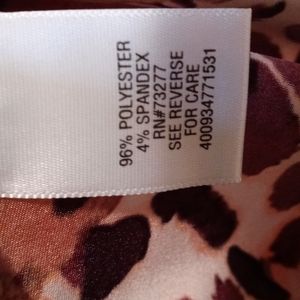 96% POLYESTER
4% SPANDEX
RN#73277
SEE REVERSE
FOR CARE
400934771531